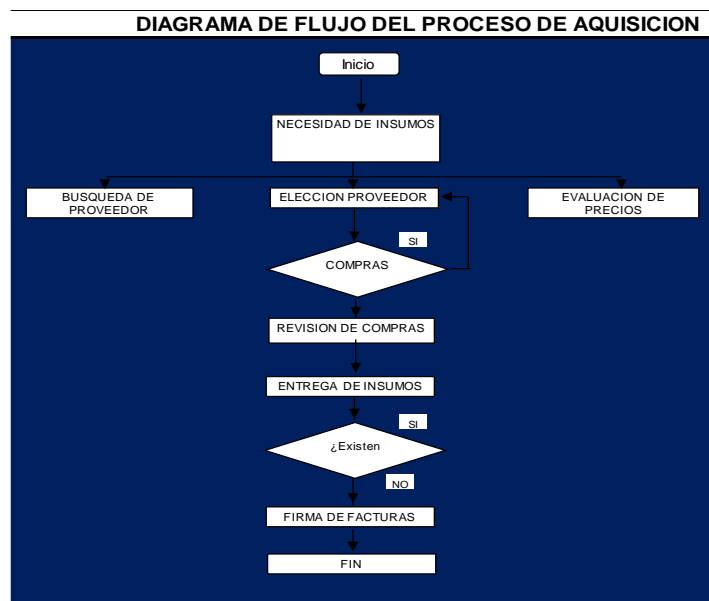 DIAGRAMA DE FLUJO DEL PROCESO DE AQUISICION
Inicio
NECESIDAD DE INSUMOS
BUSQUEDA DE
PROVEEDOR
ELECCION PROVEEDOR
EVALUACION DE
PRECIOS
SI
COMPRAS
REVISION DE COMPRAS
ENTREGA DE INSUMOS
SI
¿Existen
NO
FIRMA DE FACTURAS
FIN